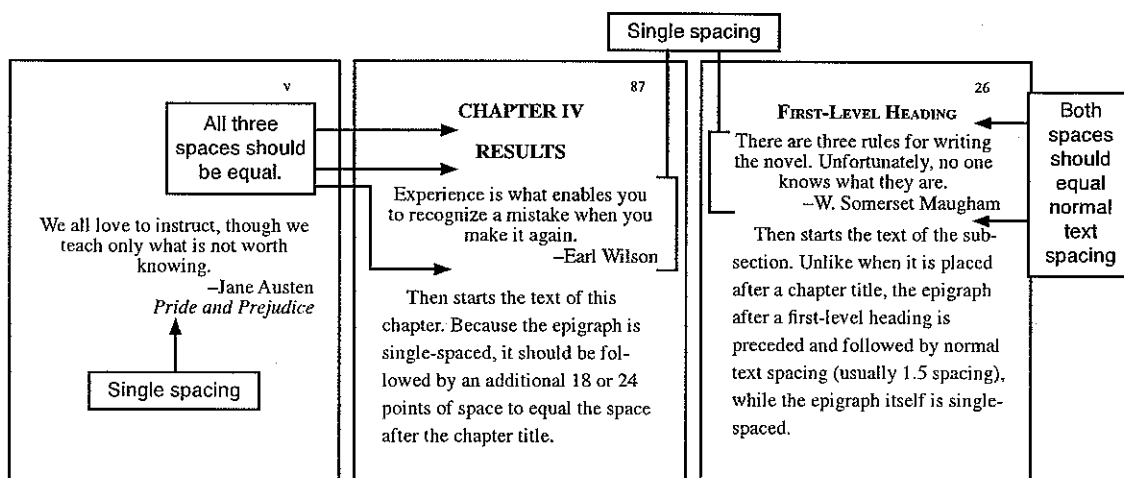 Single spacing
v
All three
spaces should
be equal.
We all love to instruct, though we
teach only what is not worth
knowing.
–Jane Austen
Pride and Prejudice
Single spacing
87
CHAPTER IV
RESULTS
Experience is what enables you
to recognize a mistake when you
make it again.
–Earl Wilson
Then starts the text of this
chapter. Because the epigraph is
single-spaced, it should be fol-
lowed by an additional 18 or 24
points of space to equal the space
after the chapter title.
26
FIRST-LEVEL HEADING
There are three rules for writing
the novel. Unfortunately, no one
knows what they are.
–W. Somerset Maugham
Then starts the text of the sub-
section. Unlike when it is placed
after a chapter title, the epigraph
after a first-level heading is
preceded and followed by normal
text spacing (usually 1.5 spacing),
while the epigraph itself is single-
spaced.
Both
spaces
should
equal
normal
text
spacing